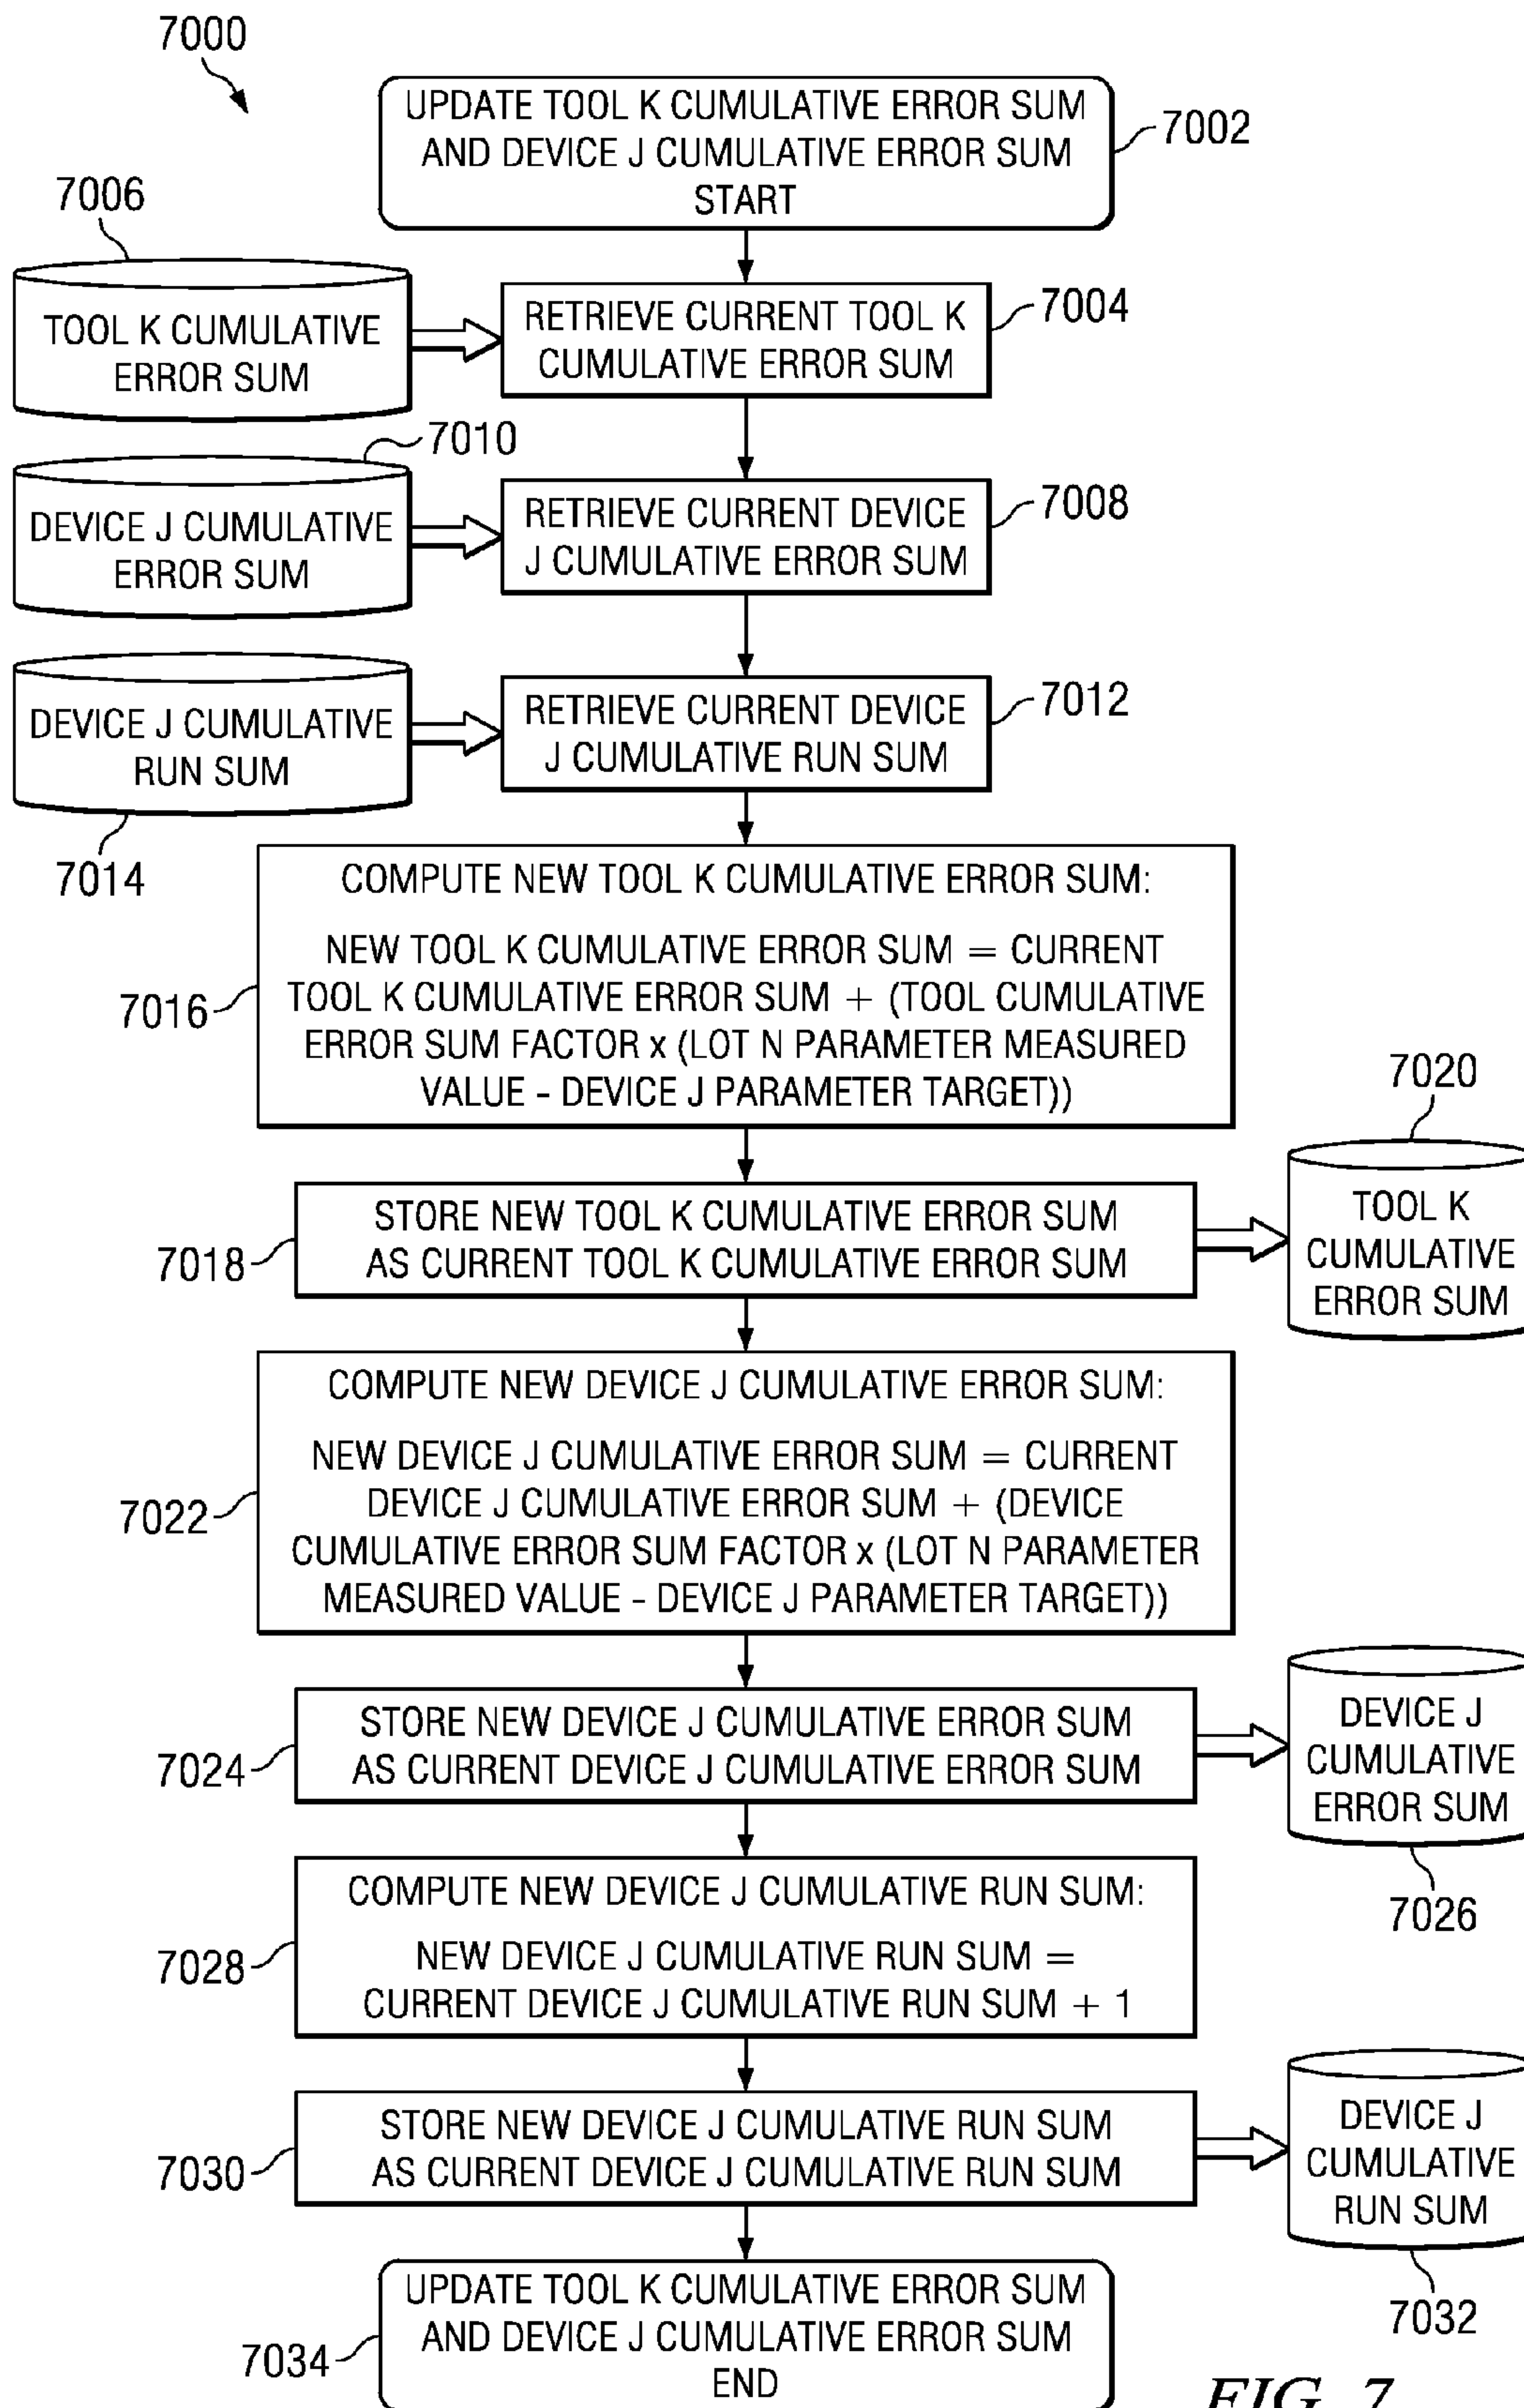 7000
UPDATE TOOL K CUMULATIVE ERROR SUM
AND DEVICE J CUMULATIVE ERROR SUM
START
7002
7006
TOOL K CUMULATIVE
ERROR SUM
RETRIEVE CURRENT TOOL K
CUMULATIVE ERROR SUM
7004
7010
DEVICE J CUMULATIVE
ERROR SUM
RETRIEVE CURRENT DEVICE
J CUMULATIVE ERROR SUM
7008
DEVICE J CUMULATIVE
RUN SUM
7014
RETRIEVE CURRENT DEVICE
J CUMULATIVE RUN SUM
7012
COMPUTE NEW TOOL K CUMULATIVE ERROR SUM:
NEW TOOL K CUMULATIVE ERROR SUM = CURRENT
TOOL K CUMULATIVE ERROR SUM + (TOOL CUMULATIVE
ERROR SUM FACTOR x (LOT N PARAMETER MEASURED
VALUE - DEVICE J PARAMETER TARGET))
7016
STORE NEW TOOL K CUMULATIVE ERROR SUM
AS CURRENT TOOL K CUMULATIVE ERROR SUM
7018
7020
TOOL K
CUMULATIVE
ERROR SUM
COMPUTE NEW DEVICE J CUMULATIVE ERROR SUM:
NEW DEVICE J CUMULATIVE ERROR SUM = CURRENT
DEVICE J CUMULATIVE ERROR SUM + (DEVICE
CUMULATIVE ERROR SUM FACTOR x (LOT N PARAMETER
MEASURED VALUE - DEVICE J PARAMETER TARGET))
7022
STORE NEW DEVICE J CUMULATIVE ERROR SUM
AS CURRENT DEVICE J CUMULATIVE ERROR SUM
7024
DEVICE J
CUMULATIVE
ERROR SUM
7026
COMPUTE NEW DEVICE J CUMULATIVE RUN SUM:
NEW DEVICE J CUMULATIVE RUN SUM =
CURRENT DEVICE J CUMULATIVE RUN SUM + 1
7028
STORE NEW DEVICE J CUMULATIVE RUN SUM
AS CURRENT DEVICE J CUMULATIVE RUN SUM
7030
DEVICE J
CUMULATIVE
RUN SUM
7032
UPDATE TOOL K CUMULATIVE ERROR SUM
AND DEVICE J CUMULATIVE ERROR SUM
END
7034
FIG. 7